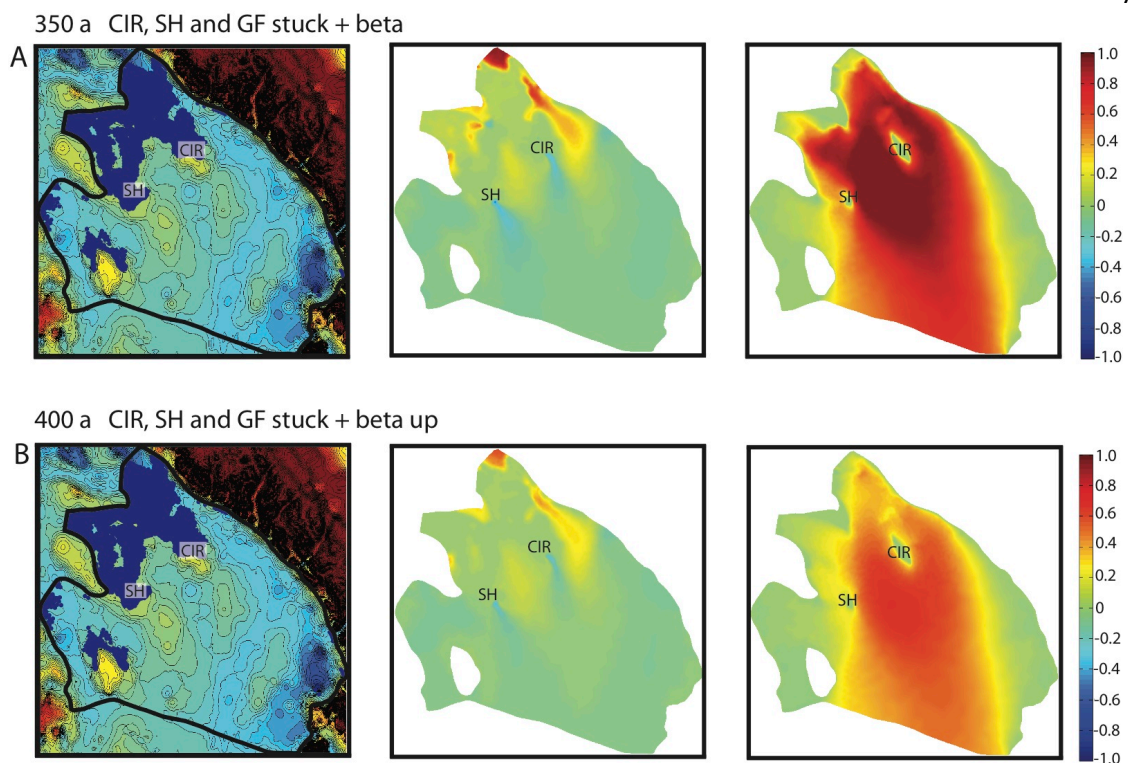 350 a CIR, SH and GF stuck + beta
A
CIR
SH
CIR
SH
CIR
SH
1.0
0.8
0.6
0.4
0.2
0
-0.2
-0.4
-0.6
-0.8
-1.0
400 a CIR, SH and GF stuck + beta up
B
CIR
SH
CIR
SH
CIR
SH
1.0
0.8
0.6
0.4
0.2
0
-0.2
-0.4
-0.6
-0.8
-1.0